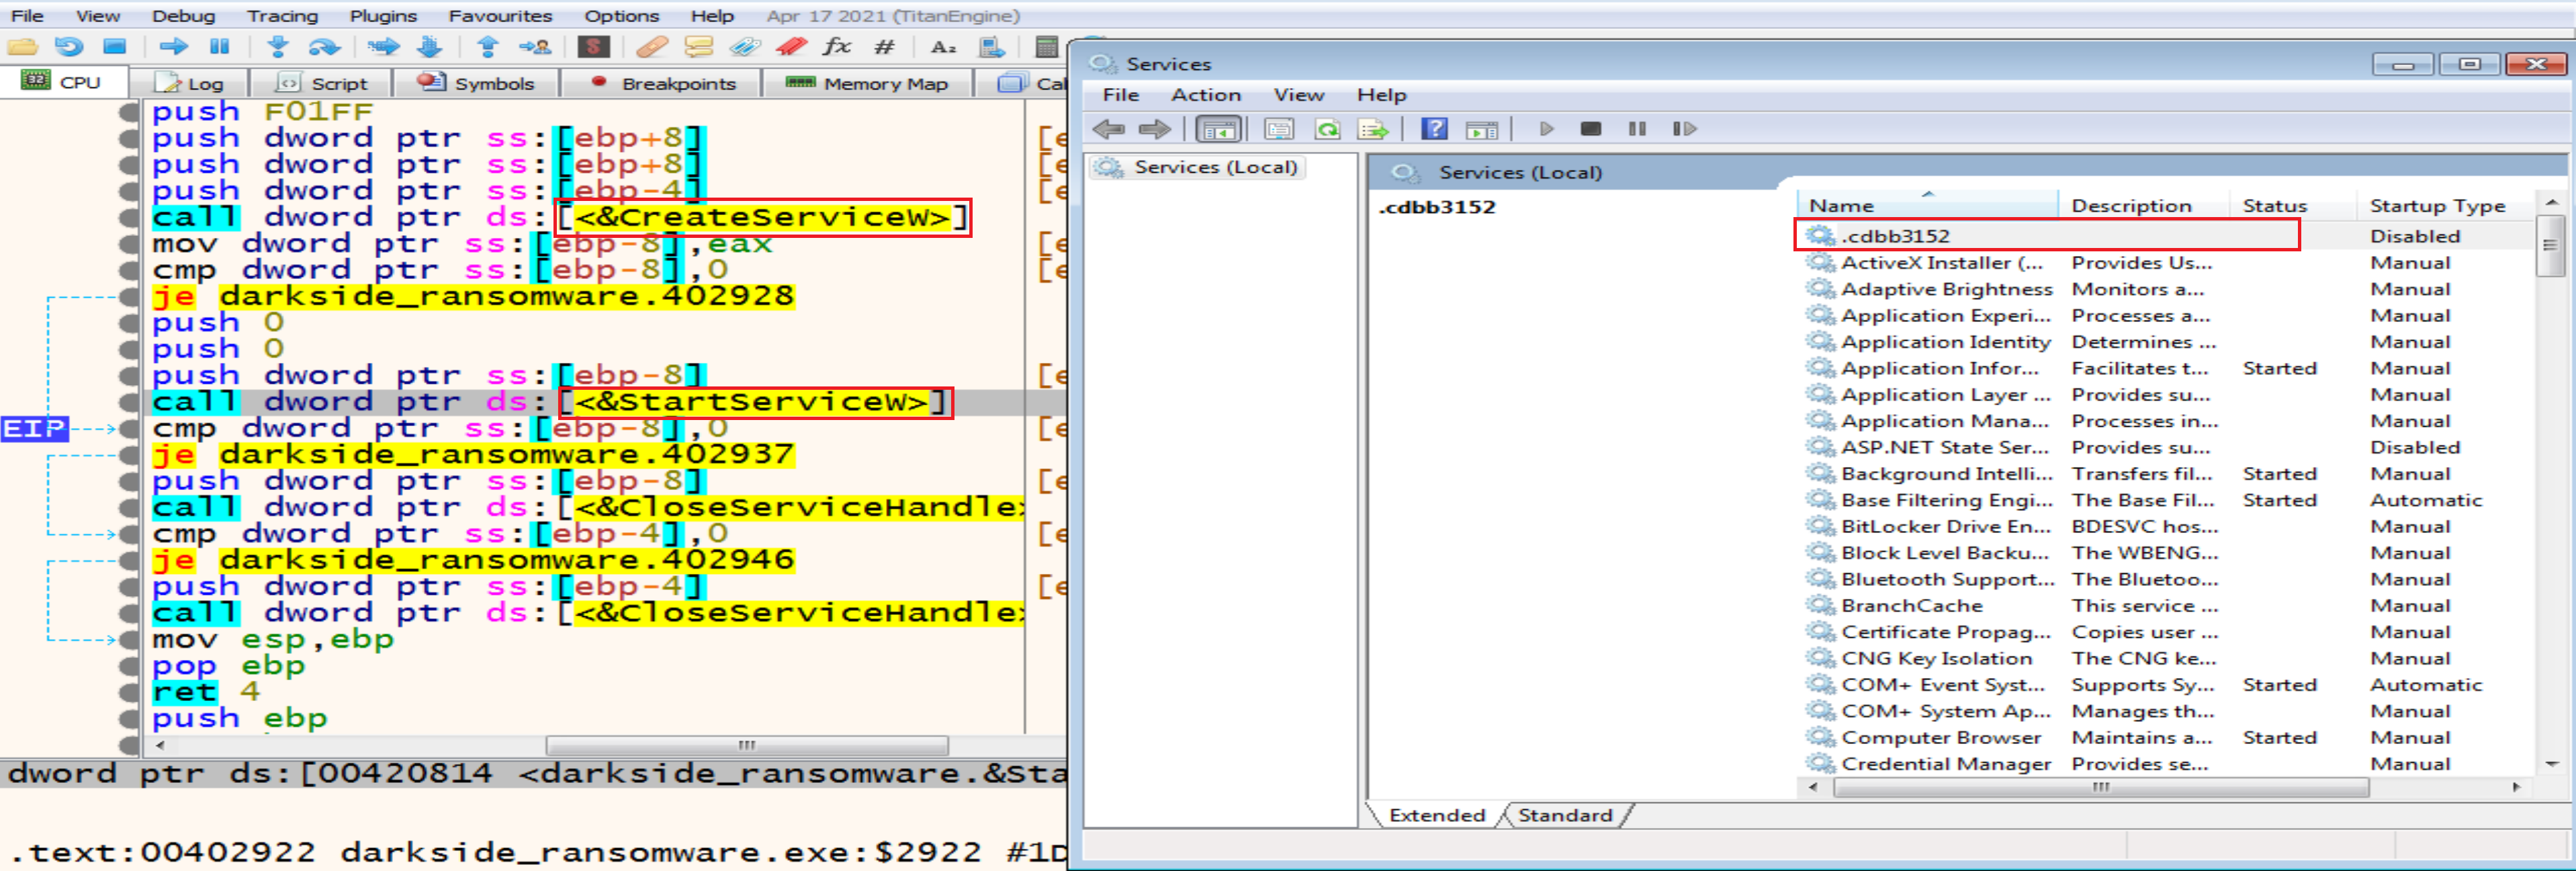 File View Debug Tracing Plugins Favourites Options Help Apr 17 2021 (TitanEngine)
CPU Log Script Symbols Breakpoints Memory Map Cal
push F01FF
push dword ptr ss:[ebp+8]
push dword ptr ss:[ebp+8]
push dword ptr ss:[ebp-4]
call dword ptr ds:[<&CreateServiceW>]
mov dword ptr ss:[ebp-8],eax
cmp dword ptr ss:[ebp-8],0
je darkside_ransomware.402928
push 0
push 0
push dword ptr ss:[ebp-8]
call dword ptr ds:[<&StartServiceW>]
EIP cmp dword ptr ss:[ebp-8],0
je darkside_ransomware.402937
push dword ptr ss:[ebp-8]
call dword ptr ds:[<&CloseServiceHandle>
cmp dword ptr ss:[ebp-4],0
je darkside_ransomware.402946
push dword ptr ss:[ebp-4]
call dword ptr ds:[<&CloseServiceHandle>
mov esp,ebp
pop ebp
ret 4
push ebp
dword ptr ds:[00420814 <darkside_ransomware.&Sta
.text:00402922 darkside_ransomware.exe:$2922 #1D
Services
File Action View Help
Services (Local)
Services (Local)
.cdbb3152
Name Description Status Startup Type
.cdbb3152 Disabled
ActiveX Installer (... Provides Us... Manual
Adaptive Brightness Monitors a... Manual
Application Experi... Processes a... Manual
Application Identity Determines ... Manual
Application Infor... Facilitates t... Started Manual
Application Layer ... Provides su... Manual
Application Mana... Processes in... Manual
ASP.NET State Ser... Provides su... Disabled
Background Intelli... Transfers fil... Started Manual
Base Filtering Engi... The Base Fil... Started Automatic
BitLocker Drive En... BDESVC hos... Manual
Block Level Backu... The WBENG... Manual
Bluetooth Support... The Bluetoo... Manual
BranchCache This service ... Manual
Certificate Propag... Copies user ... Manual
CNG Key Isolation The CNG ke... Manual
COM+ Event Syst... Supports Sy... Started Automatic
COM+ System Ap... Manages th... Manual
Computer Browser Maintains a... Started Manual
Credential Manager Provides se... Manual
Extended Standard